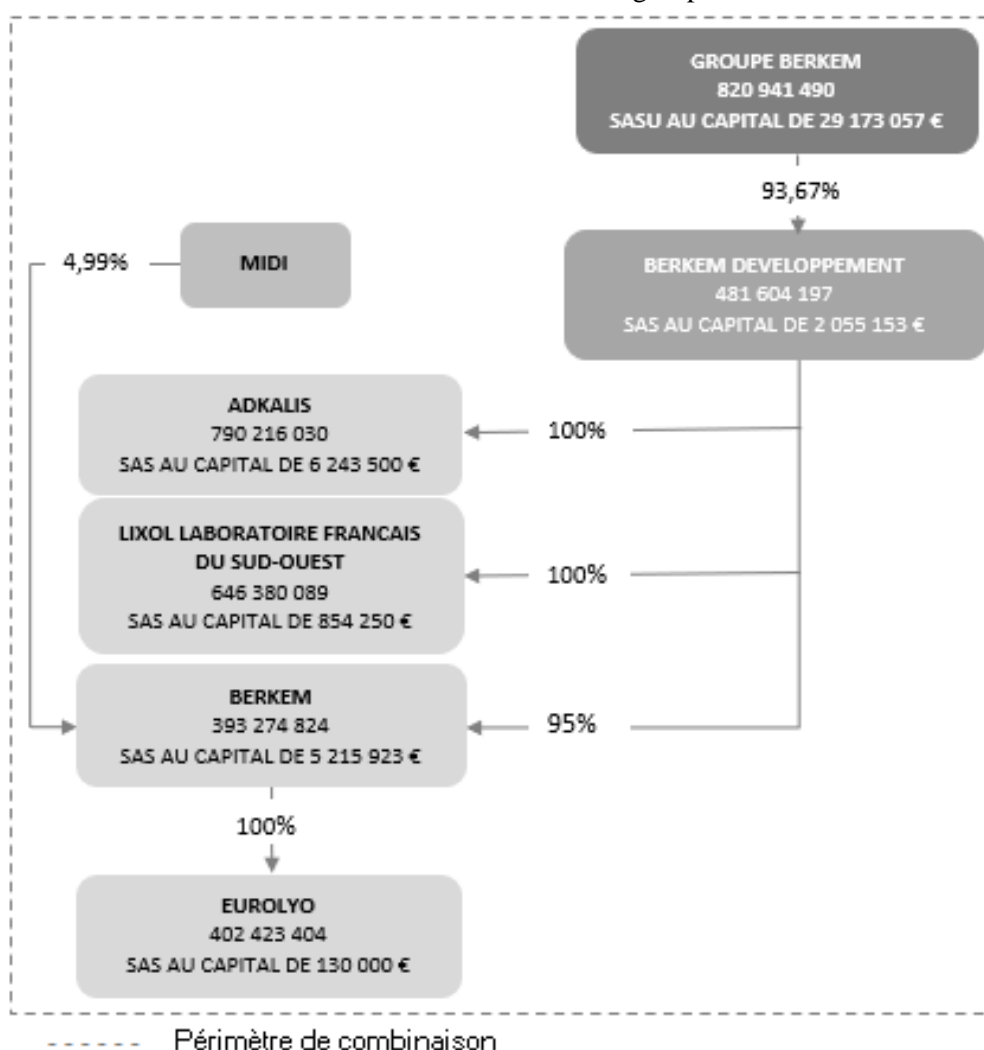 GROUPE BERKEM
820 941 490
SASU AU CAPITAL DE 29 173 057 €
93,67%
4,99%
MIDI
BERKEM DEVELOPPEMENT
481 604 197
SAS AU CAPITAL DE 2 055 153 €
ADKALIS
790 216 030
SAS AU CAPITAL DE 6 243 500 €
100%
LIXOL LABORATOIRE FRANCAIS
DU SUD-OUEST
646 380 089
SAS AU CAPITAL DE 854 250 €
100%
BERKEM
393 274 824
SAS AU CAPITAL DE 5 215 923 €
95%
100%
EUROLYO
402 423 404
SAS AU CAPITAL DE 130 000 €
Périmètre de combinaison